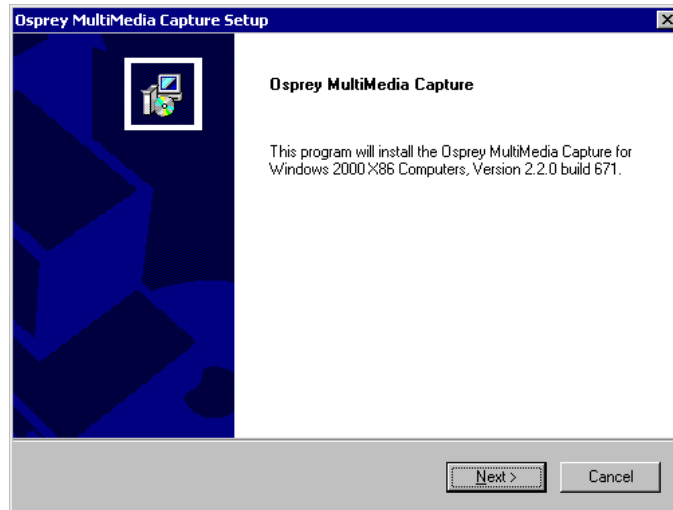 Osprey MultiMedia Capture Setup
Osprey MultiMedia Capture
This program will install the Osprey MultiMedia Capture for
Windows 2000 X86 Computers, Version 2.2.0 build 671.
Next > Cancel